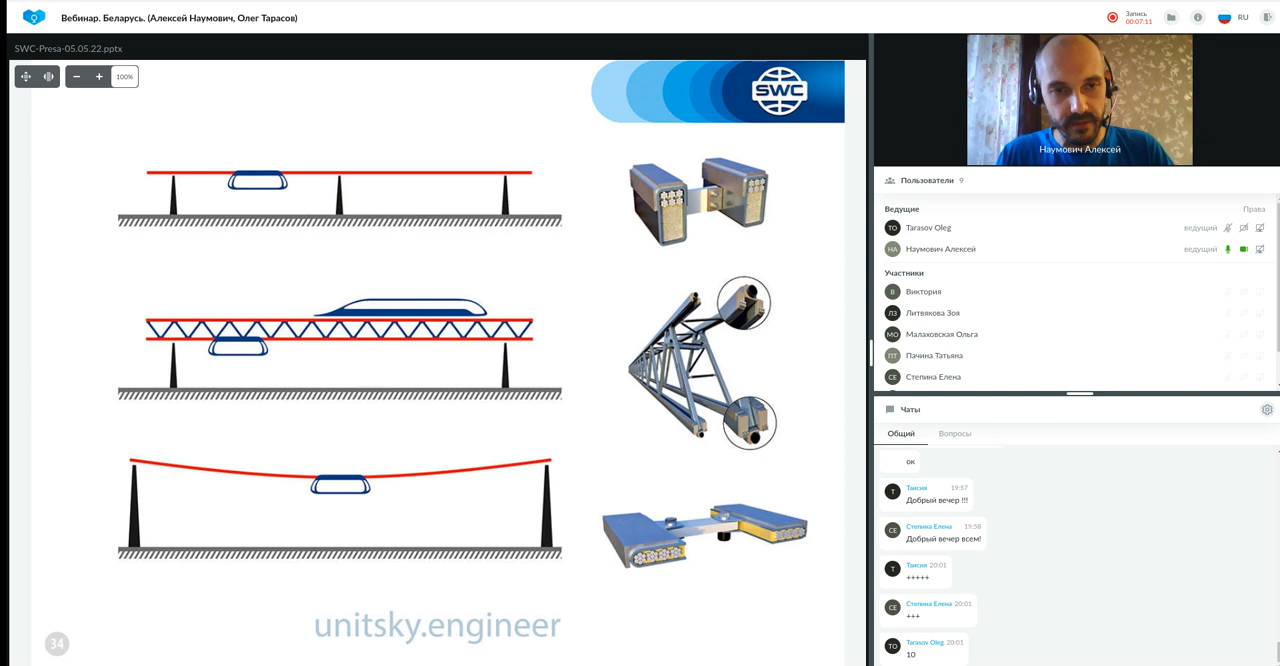 Вебинар. Беларусь. (Алексей Наумович, Олег Тарасов)
Запись
00:07:11
RU
SWC-Presa-05.05.22.pptx
100%
SWC
unitsky.engineer
34
Наумович Алексей
Пользователи 9
Ведущие Права
TO Tarasov Oleg ведущий
НА Наумович Алексей ведущий
Участники
В Виктория
ЛЗ Литвякова Зоя
МО Малаховская Ольга
ПТ Пачина Татьяна
СЕ Степина Елена
Чаты
Общий Вопросы
ок
Т Таисия 19:57
Добрый вечер !!!
СЕ Степина Елена 19:58
Добрый вечер всем!
Т Таисия 20:01
+++++
СЕ Степина Елена 20:01
+++
TO Tarasov Oleg 20:01
10